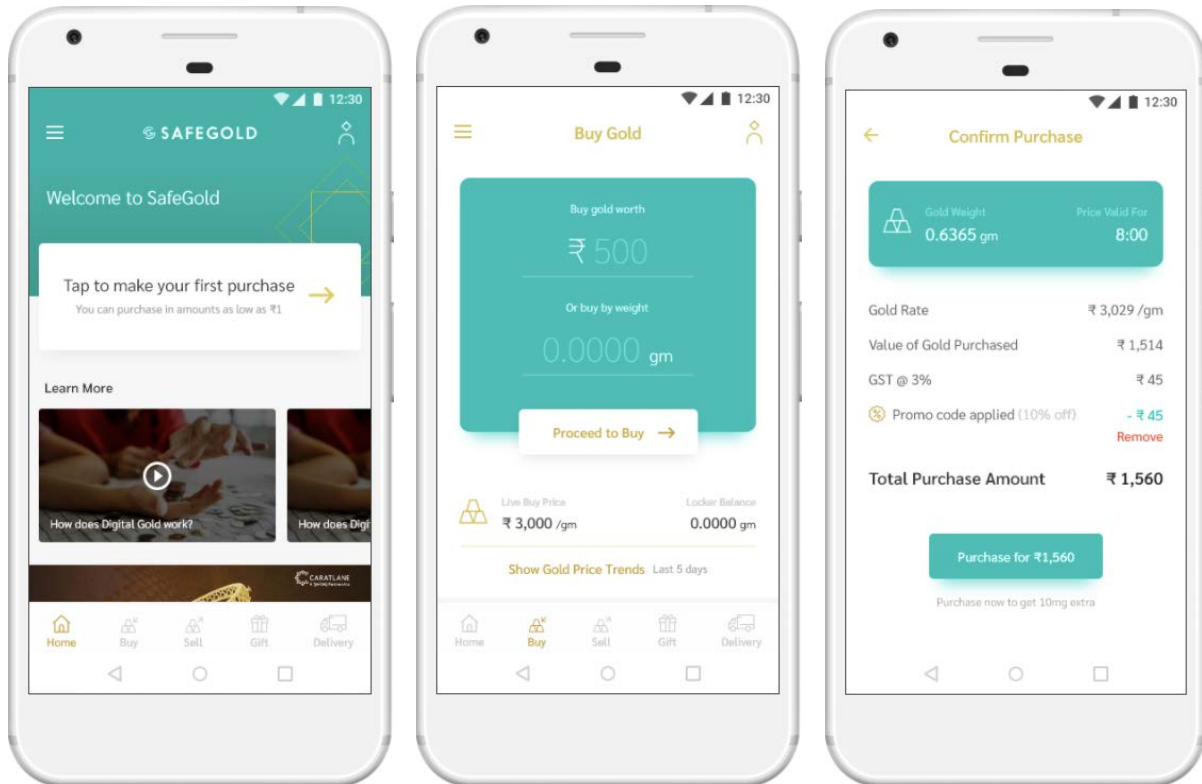 12:30
SAFEGOLD
Welcome to SafeGold
Tap to make your first purchase
You can purchase in amounts as low as ₹1
Learn More
How does Digital Gold work?
How does Digi
CARATLANE
Home
Buy
Sell
Gift
Delivery
12:30
Buy Gold
Buy gold worth
₹ 500
Or buy by weight
0.0000 gm
Proceed to Buy
Live Buy Price
₹ 3,000 /gm
Locker Balance
0.0000 gm
Show Gold Price Trends Last 5 days
Home
Buy
Sell
Gift
Delivery
12:30
Confirm Purchase
Gold Weight
0.6365 gm
Price Valid For
8:00
Gold Rate ₹ 3,029 /gm
Value of Gold Purchased ₹ 1,514
GST @ 3% ₹ 45
Promo code applied (10% off) - ₹ 45
Remove
Total Purchase Amount ₹ 1,560
Purchase for ₹1,560
Purchase now to get 10mg extra